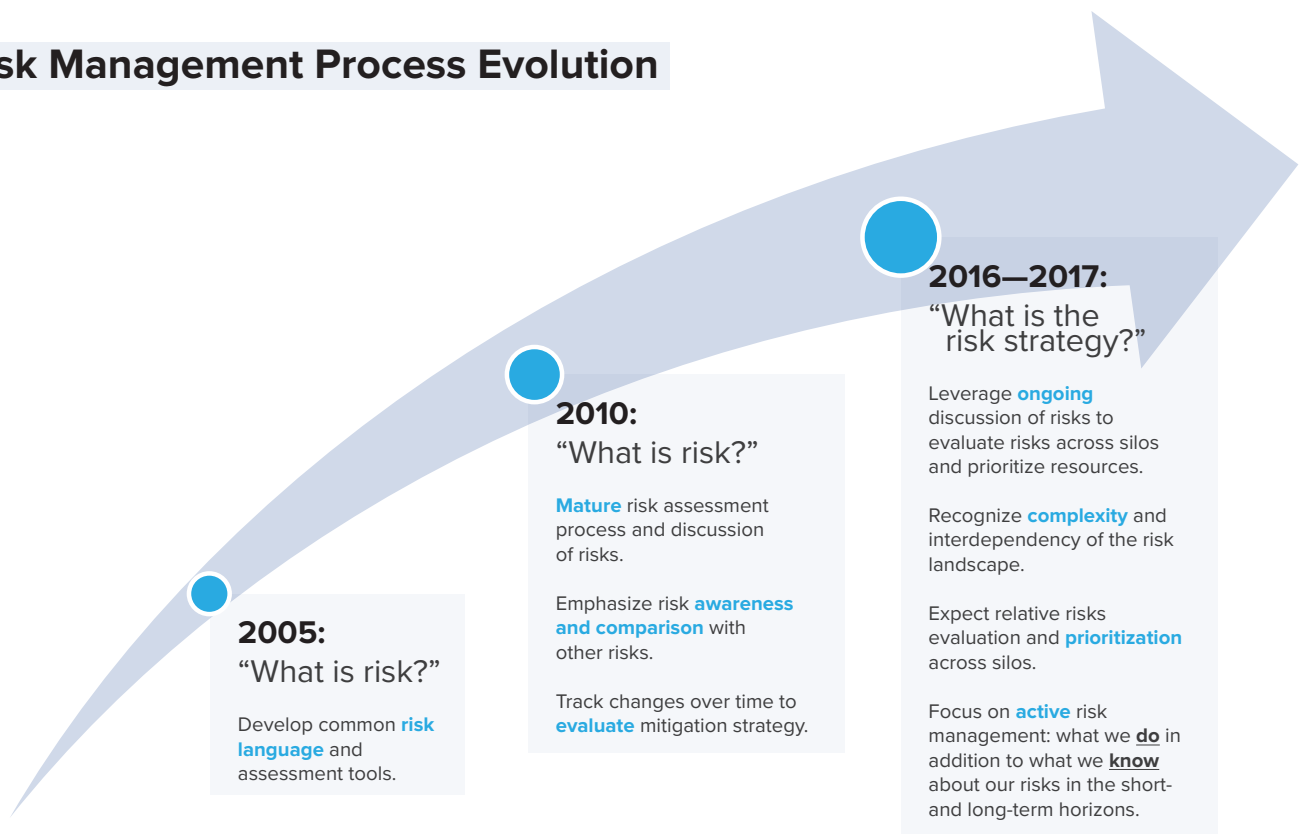 sk Management Process Evolution
2005:
“What is risk?”
Develop common risk
language and
assessment tools.
2010:
“What is risk?”
Mature risk assessment
process and discussion
of risks.
Emphasize risk awareness
and comparison with
other risks.
Track changes over time to
evaluate mitigation strategy.
2016—2017:
“What is the
risk strategy?”
Leverage ongoing
discussion of risks to
evaluate risks across silos
and prioritize resources.
Recognize complexity and
interdependency of the risk
landscape.
Expect relative risks
evaluation and prioritization
across silos.
Focus on active risk
management: what we do in
addition to what we know
about our risks in the short-
and long-term horizons.